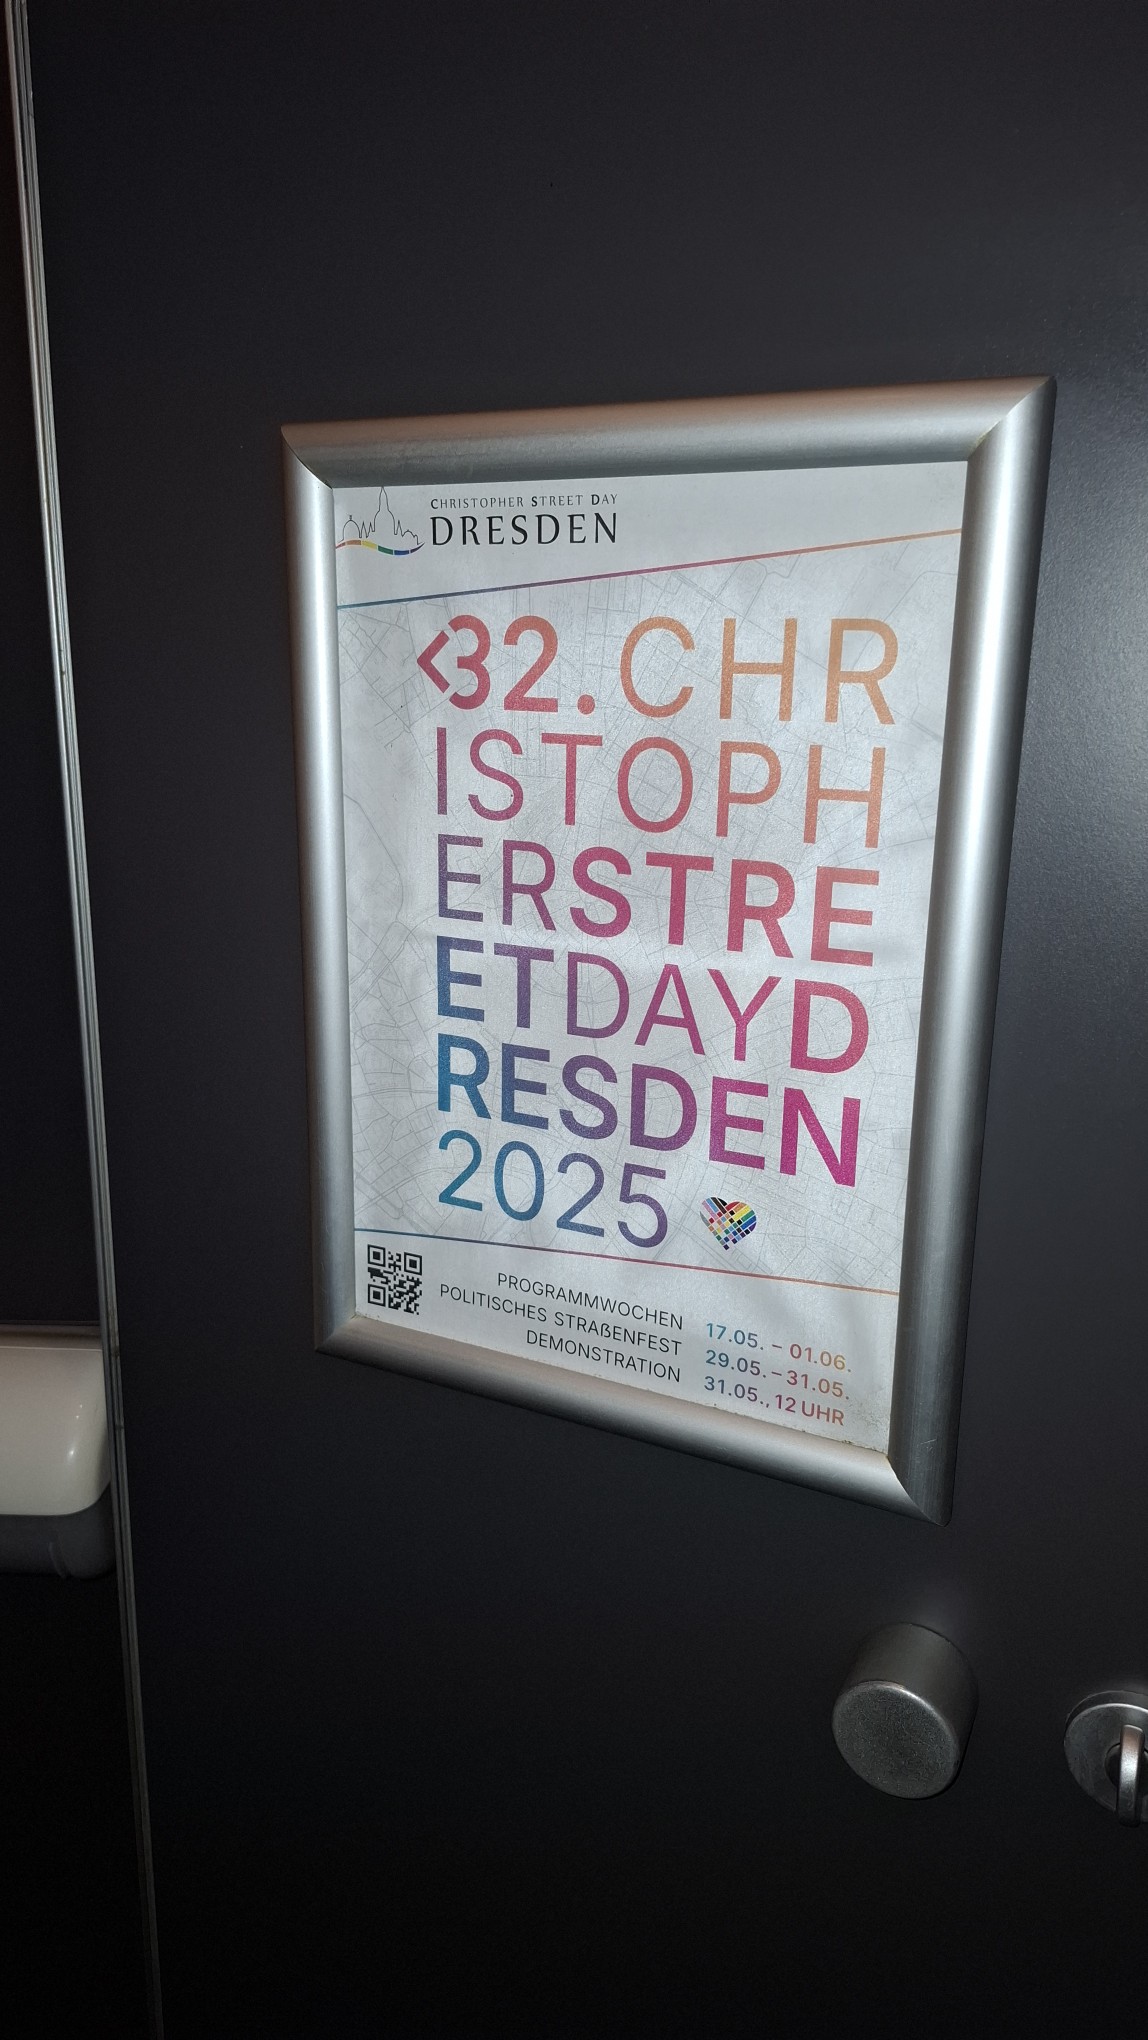 CHRISTOPHER STREET DAY
DRESDEN
<32.CHR
ISTOPH
ERSTRE
ETDAYD
RESDEN
2025
PROGRAMMWOCHEN 17.05. – 01.06.
POLITISCHES STRAßENFEST 29.05. – 31.05.
DEMONSTRATION 31.05., 12 UHR